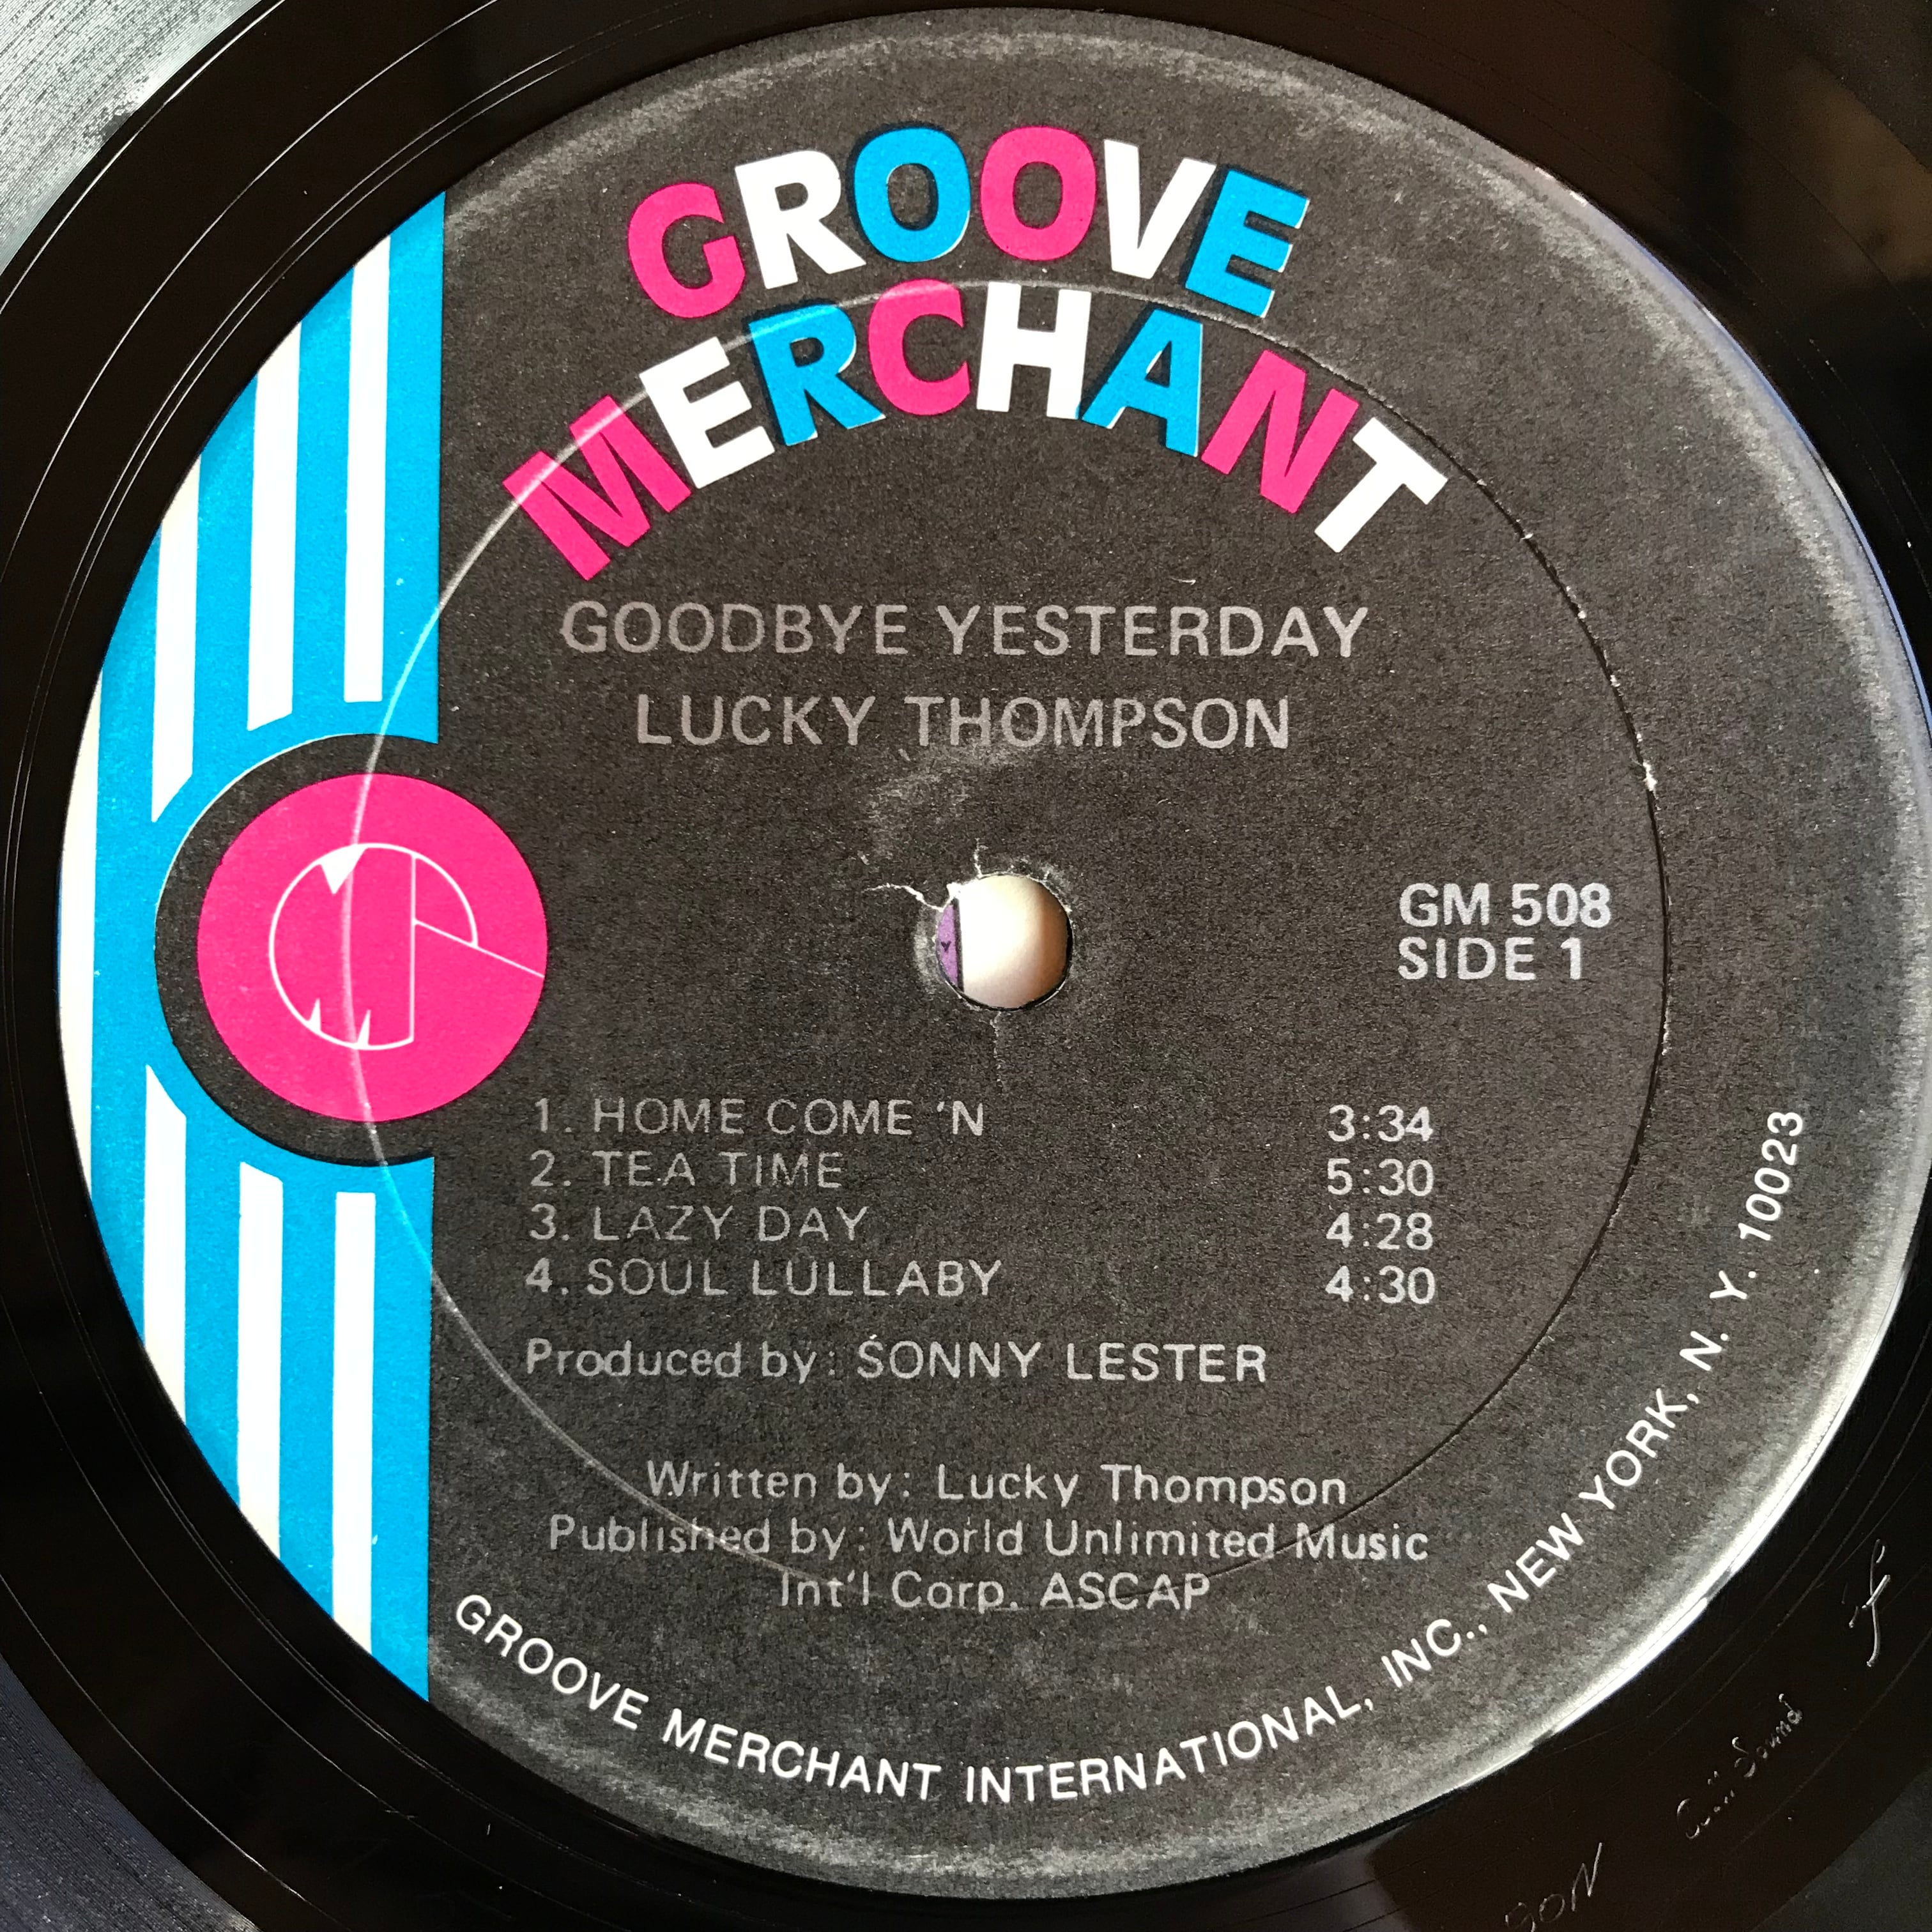 GROOVE
MERCHANT
GOODBYE YESTERDAY
LUCKY THOMPSON
GM 508
SIDE 1
1. HOME COME 'N 3:34
2. TEA TIME 5:30
3. LAZY DAY 4:28
4. SOUL LULLABY 4:30
Produced by: SONNY LESTER
Written by: Lucky Thompson
Published by: World Unlimited Music
Int'l Corp. ASCAP
GROOVE MERCHANT INTERNATIONAL, INC., NEW YORK, N. Y. 10023
Sound